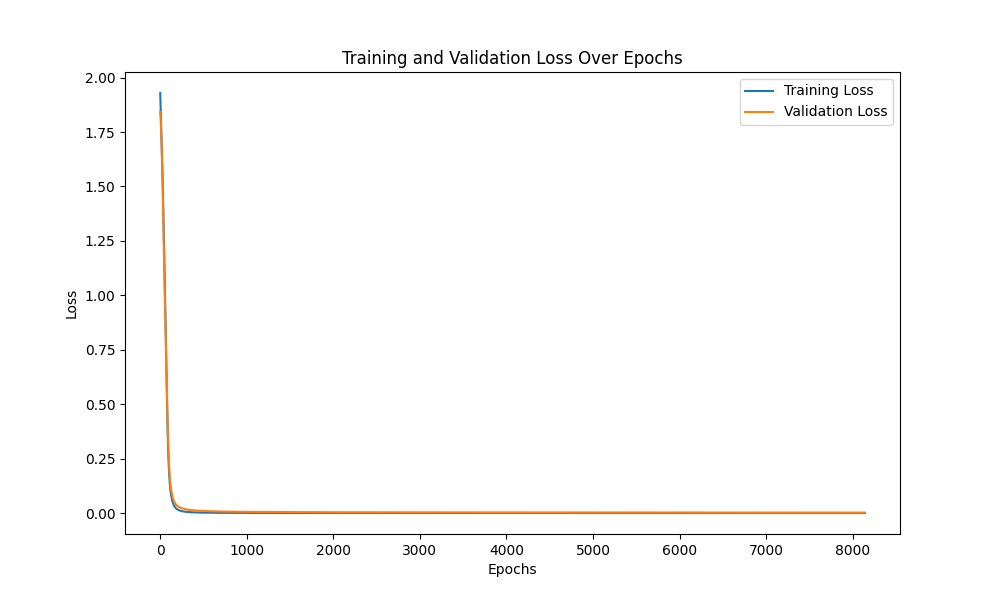 Training and Validation Loss Over Epochs
Training Loss
Validation Loss
2.00
1.75
1.50
1.25
1.00
0.75
0.50
0.25
0.00
Loss
0 1000 2000 3000 4000 5000 6000 7000 8000
Epochs